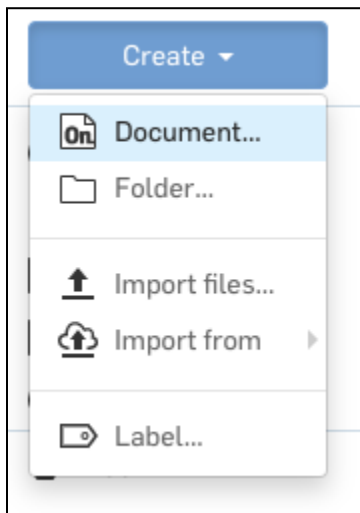 Create
On
Document...
Folder...
Import files...
Import from
Label...